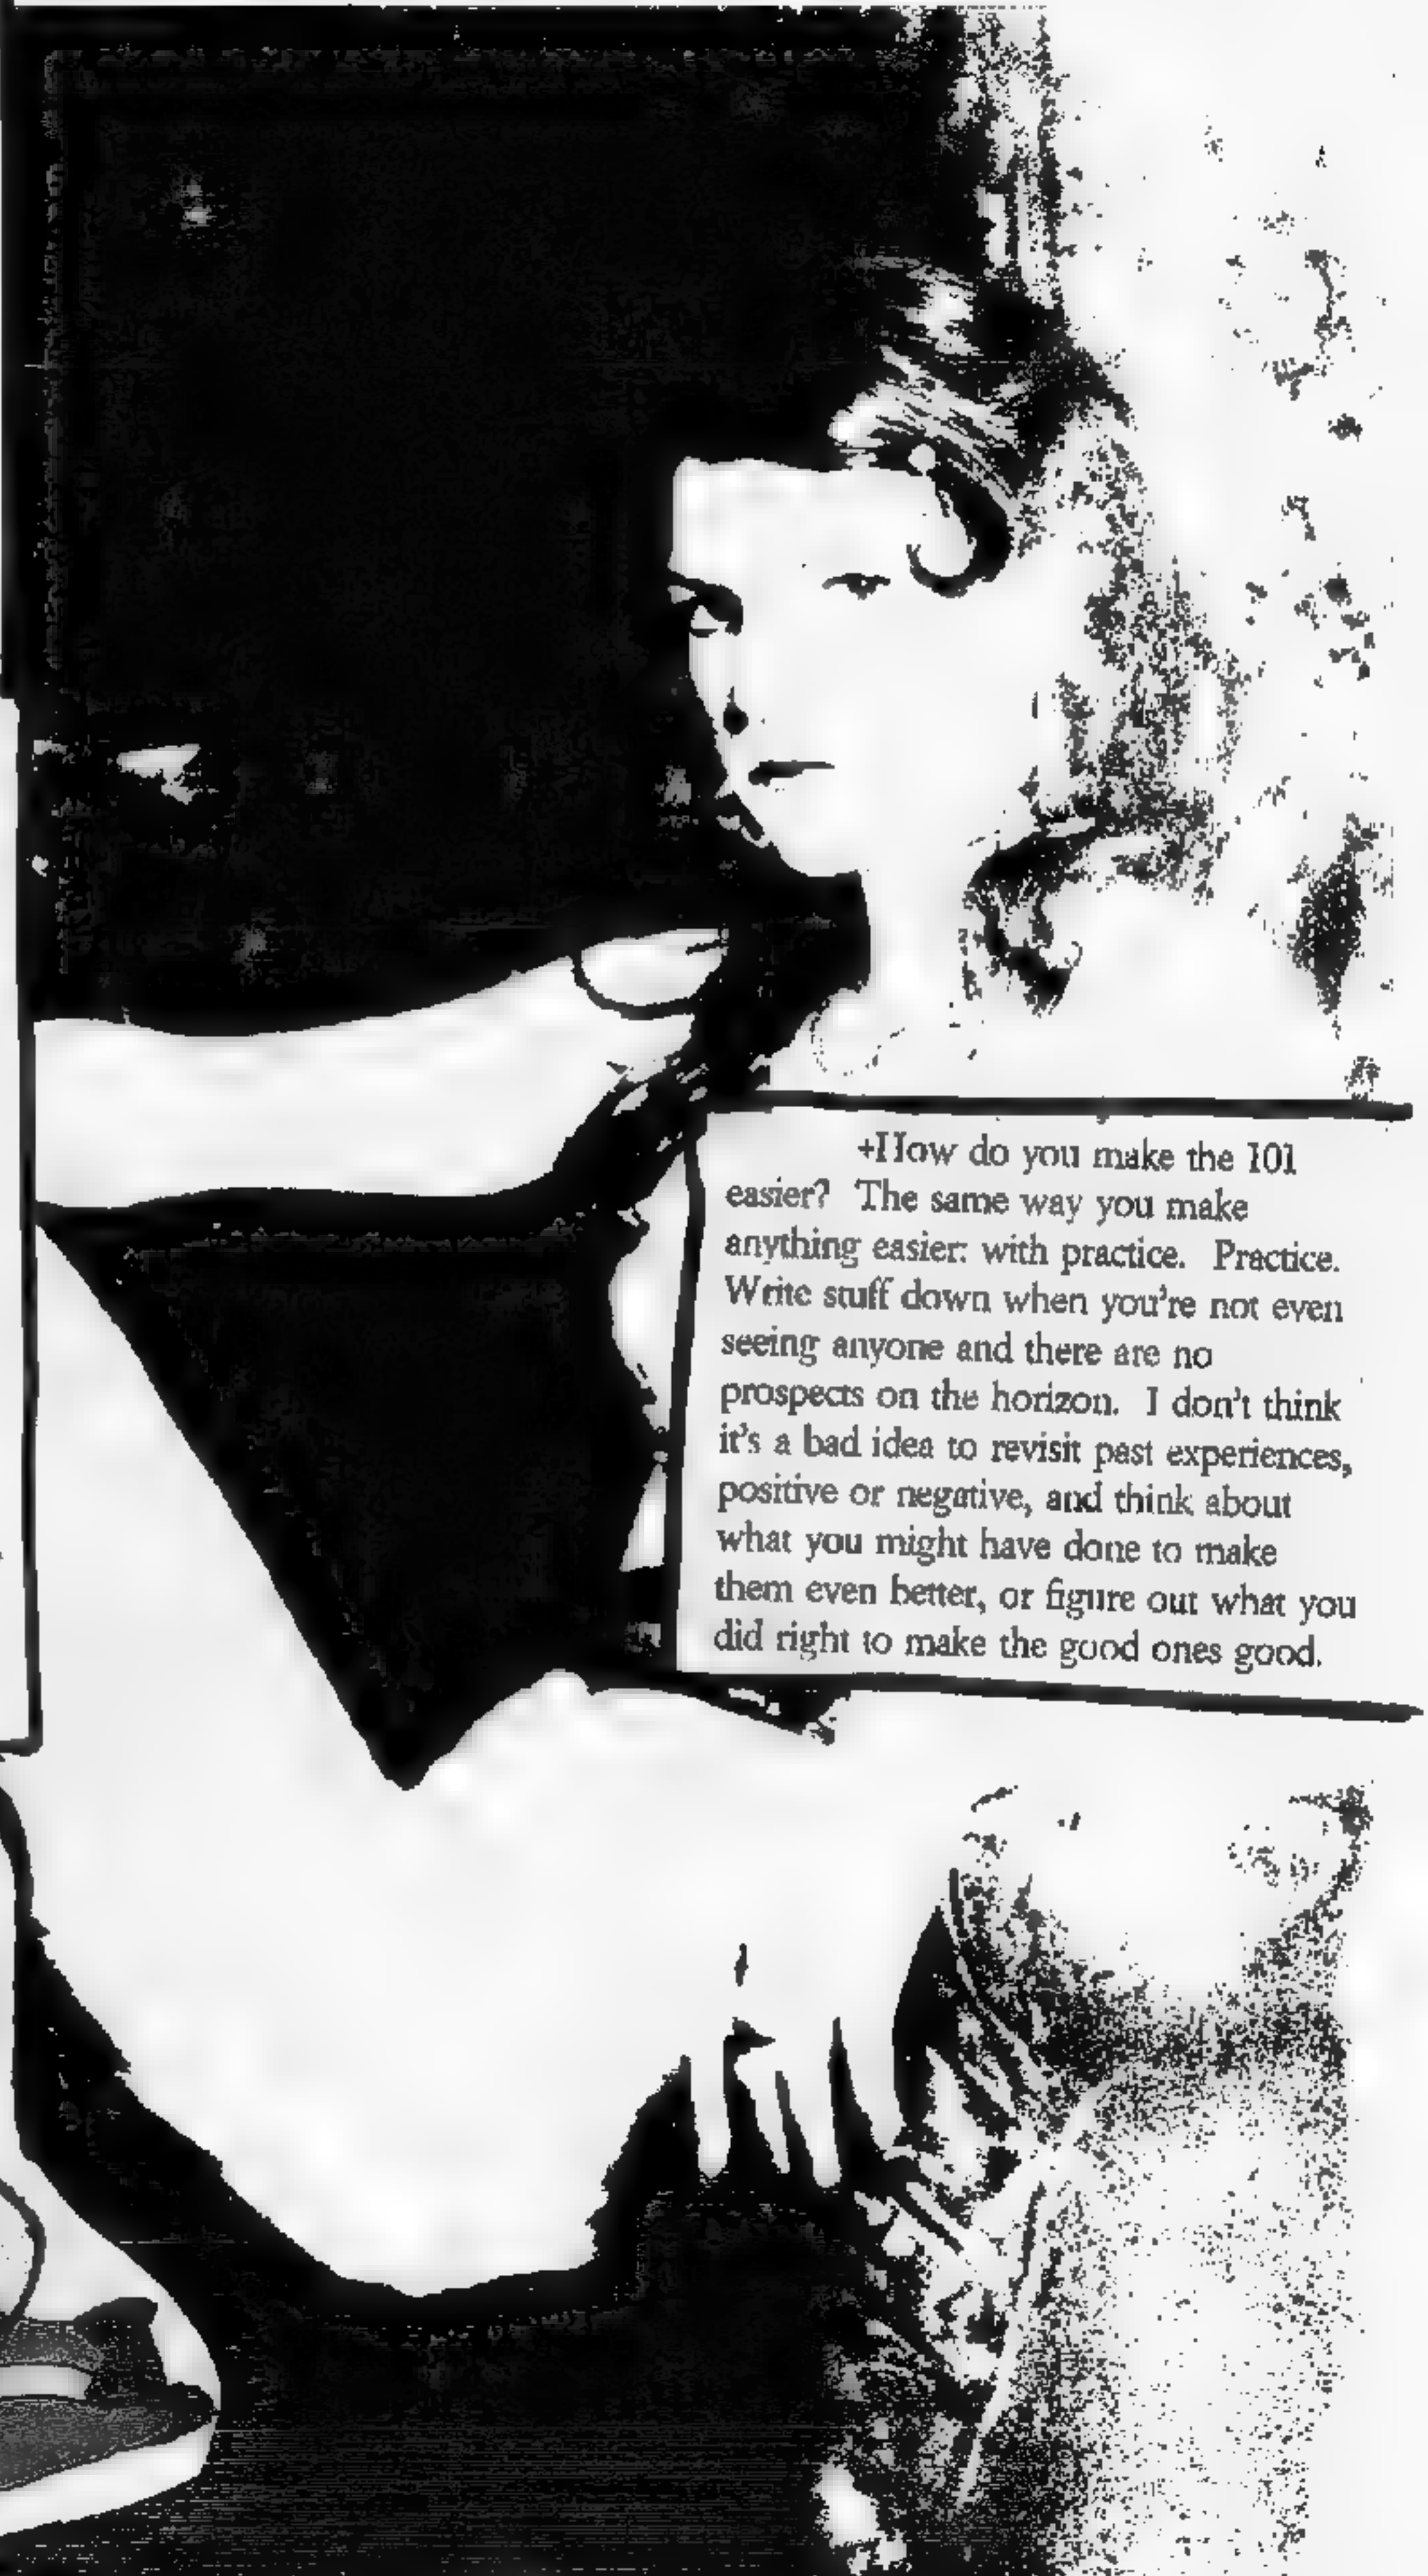 +How do you make the 101
easier? The same way you make
anything easier: with practice. Practice.
Write stuff down when you're not even
seeing anyone and there are no
prospects on the horizon. I don't think
it's a bad idea to revisit past experiences,
positive or negative, and think about
what you might have done to make
them even better, or figure out what you
did right to make the good ones good.